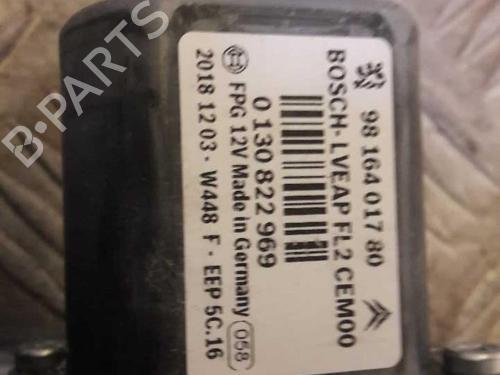 98 164 017 80
BOSCH- LVEAP FL2 CEM00
0 130 822 969
FPG 12V Made in Germany 058
2018 12 03 - W448 F - EEP 5C.16
B-PARTS